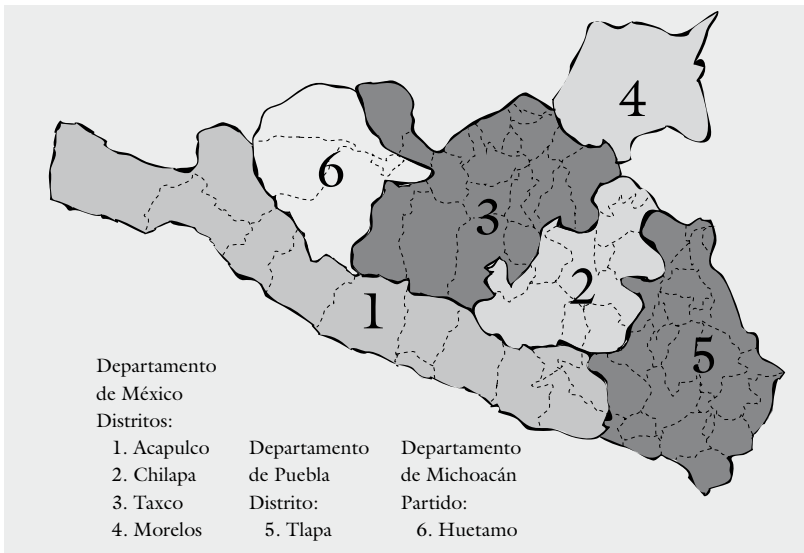 4
6
3
2
1
5
Departamento
de México
Distritos:
1. Acapulco
2. Chilapa
3. Taxco
4. Morelos
Departamento
de Puebla
Distrito:
5. Tlapa
Departamento
de Michoacán
Partido:
6. Huetamo